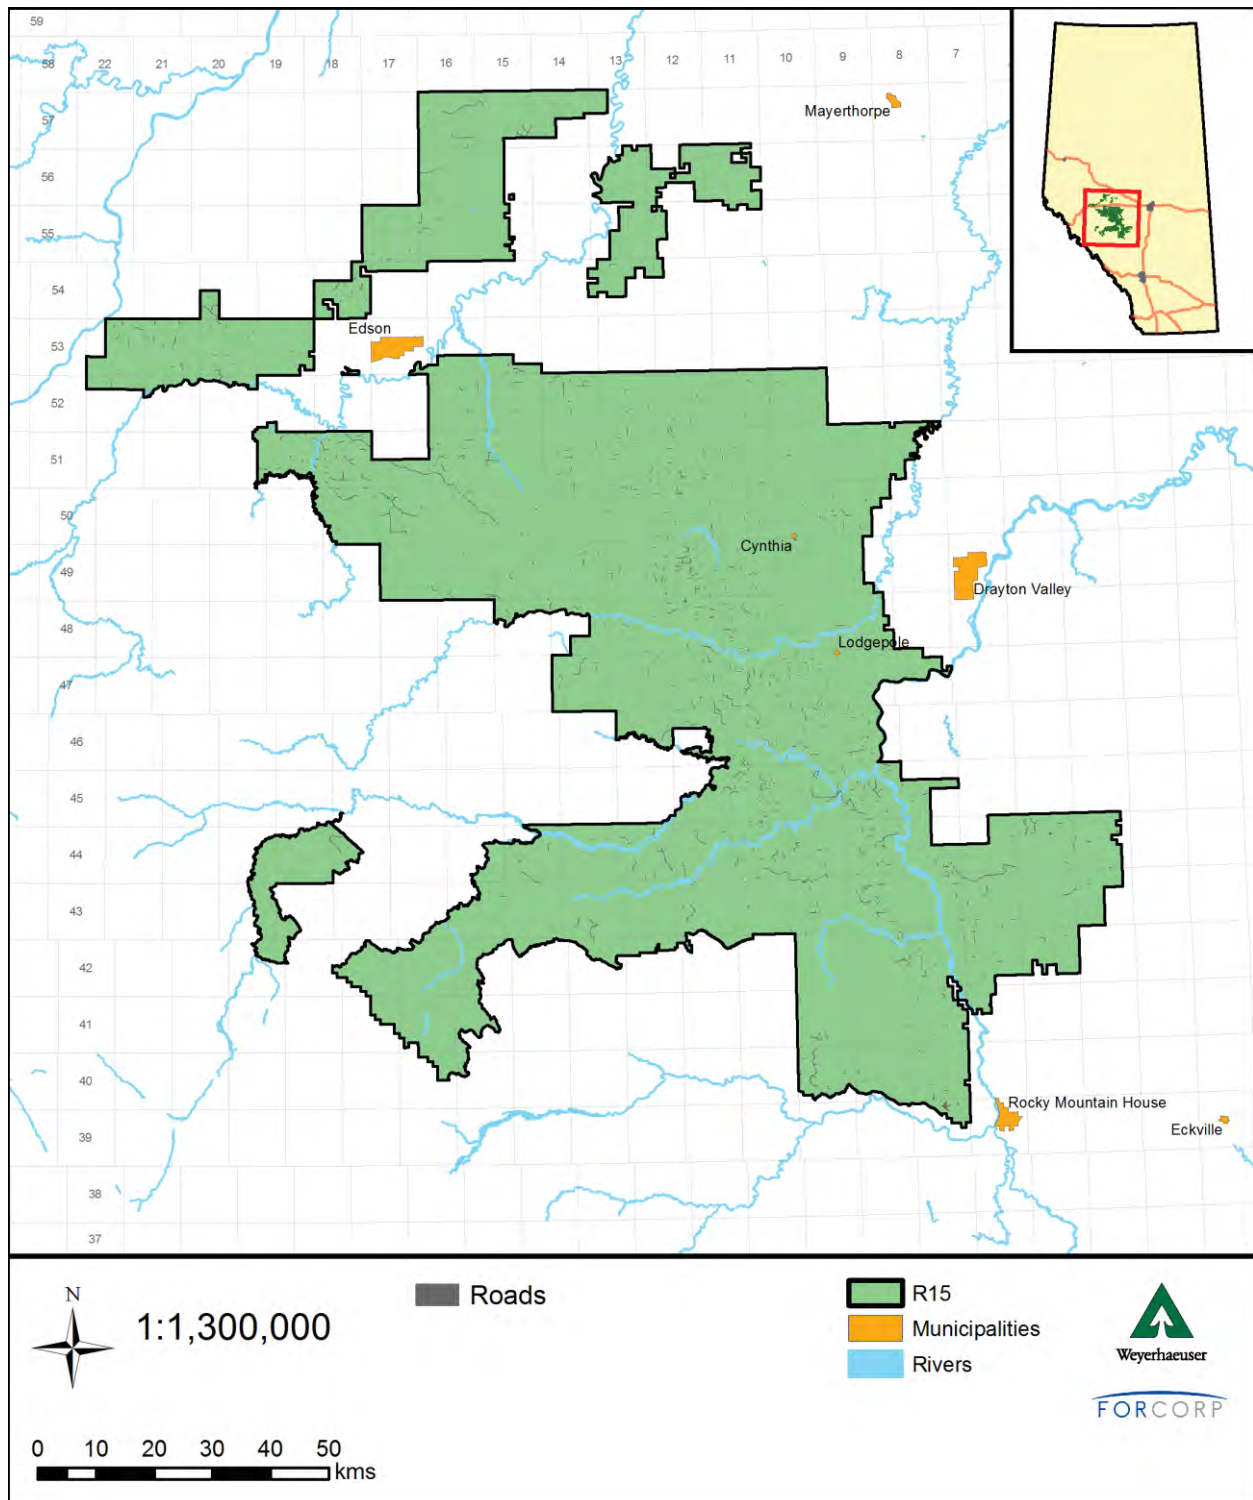 59
58 22 21 20 19 18 17 16 15 14 13 12 11 10 9 8 7
Mayerthorpe
57
56
55
54
Edson
53
52
51
50
Cynthia
49
Drayton Valley
48
Lodgepole
47
46
45
44
43
42
41
40
Rocky Mountain House
39
Eckville
38
37
N
1:1,300,000
Roads
R15
Municipalities
Rivers
Weyerhaeuser
FORCORP
0 10 20 30 40 50
kms